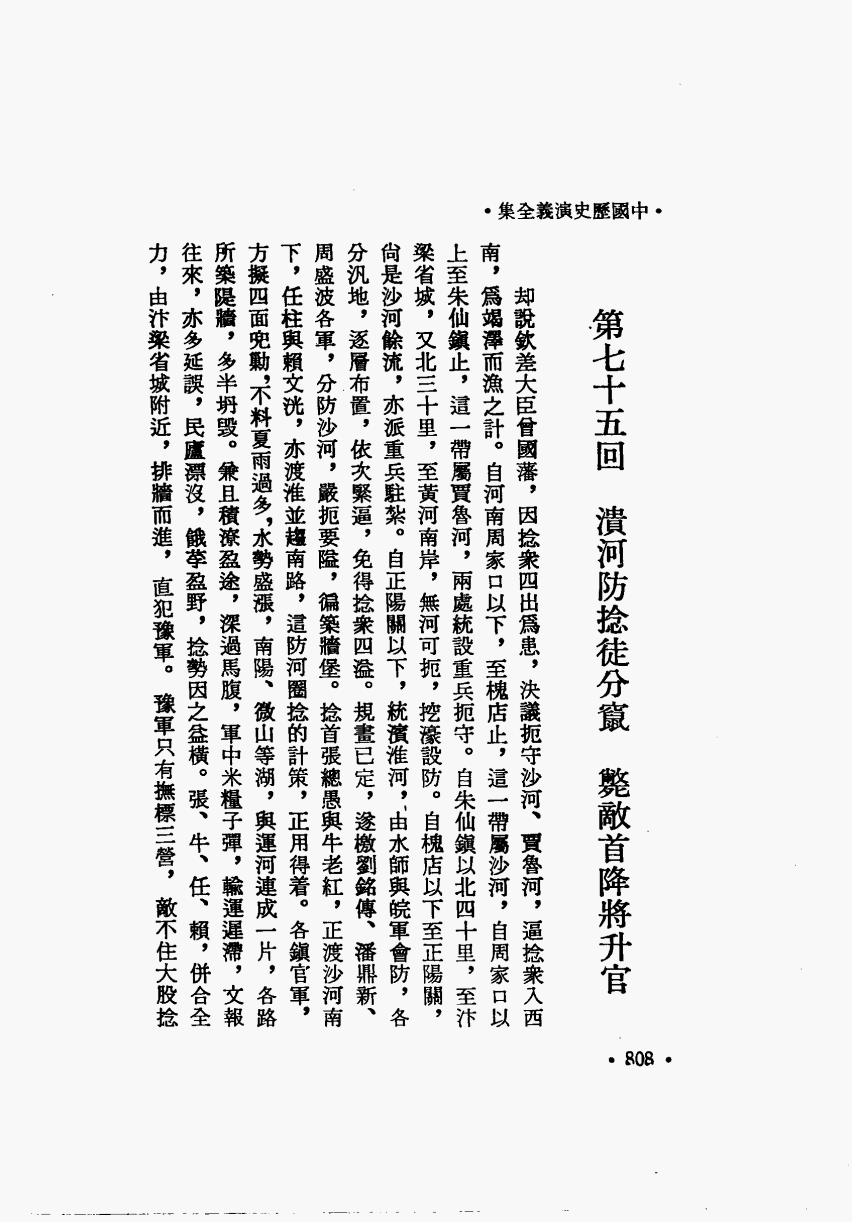 •中國歷史演義全集•
第七十五回　潰河防捻徒分竄　斃敵首降將升官
却說欽差大臣曾國藩，因捻衆四出爲患，決議扼守沙河、賈魯河，逼捻衆入西
南，爲竭澤而漁之計。自河南周家口以下，至槐店止，這一帶屬沙河，自周家口以
上至朱仙鎭止，這一帶屬賈魯河，兩處統設重兵扼守。自朱仙鎭以北四十里，至汴
梁省城，又北三十里，至黃河南岸，無河可扼，挖濠設防。自槐店以下至正陽關，
尙是沙河餘流，亦派重兵駐紮。自正陽關以下，統濱淮河，由水師與皖軍會防，各
分汛地，逐層布置，依次緊逼，免得捻衆四溢。規畫已定，遂檄劉銘傳、潘鼎新、
周盛波各軍，分防沙河，嚴扼要隘，徧築牆堡。捻首張總愚與牛老紅，正渡沙河南
下，任柱與賴文洸，亦渡淮並趨南路，這防河圈捻的計策，正用得着。各鎭官軍，
方擬四面兜勦，不料夏雨過多，水勢盛漲，南陽、微山等湖，與運河連成一片，各路
所築隄牆，多半坍毀。兼且積潦盈途，深過馬腹，軍中米糧子彈，輸運遲滯，文報
往來，亦多延誤，民廬漂沒，餓莩盈野，捻勢因之益橫。張、牛、任、賴，併合全
力，由汴梁省城附近，排牆而進，直犯豫軍。豫軍只有撫標三營，敵不住大股捻
•808•